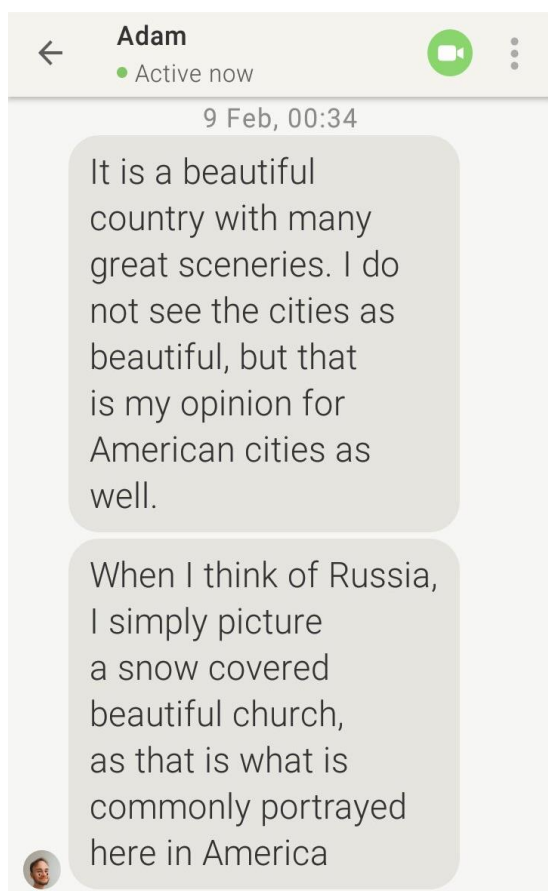 Adam
Active now
9 Feb, 00:34
It is a beautiful
country with many
great sceneries. I do
not see the cities as
beautiful, but that
is my opinion for
American cities as
well.
When I think of Russia,
I simply picture
a snow covered
beautiful church,
as that is what is
commonly portrayed
here in America